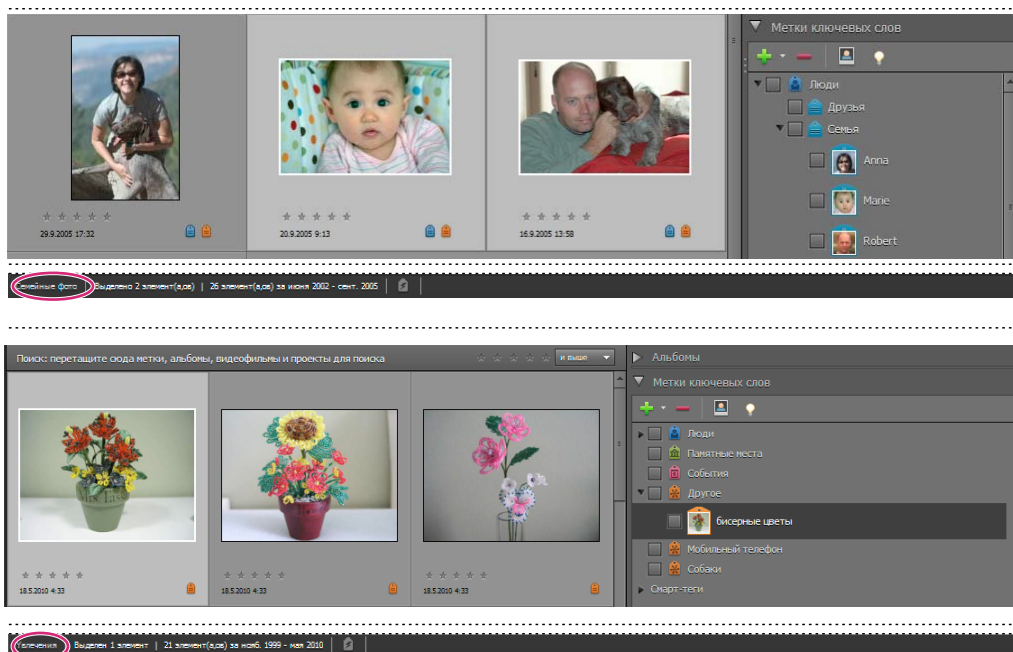 Метки ключевых слов
Люди
Друзья
Семья
Anna
Marie
Robert
29.9.2005 17:32
20.9.2005 9:13
16.9.2005 13:58
Семейные фото | Выделено 2 элемент(а,ов) | 26 элемент(а,ов) за июня 2002 - сент. 2005
Поиск: перетащите сюда метки, альбомы, видеофильмы и проекты для поиска
и выше
Альбомы
Метки ключевых слов
Люди
Памятные места
События
Другое
бисерные цветы
Мобильный телефон
Собаки
Смарт-теги
18.5.2010 4:33
18.5.2010 4:33
18.5.2010 4:33
Увлечения Выделен 1 элемент | 21 элемент(а,ов) за нояб. 1999 - мая 2010